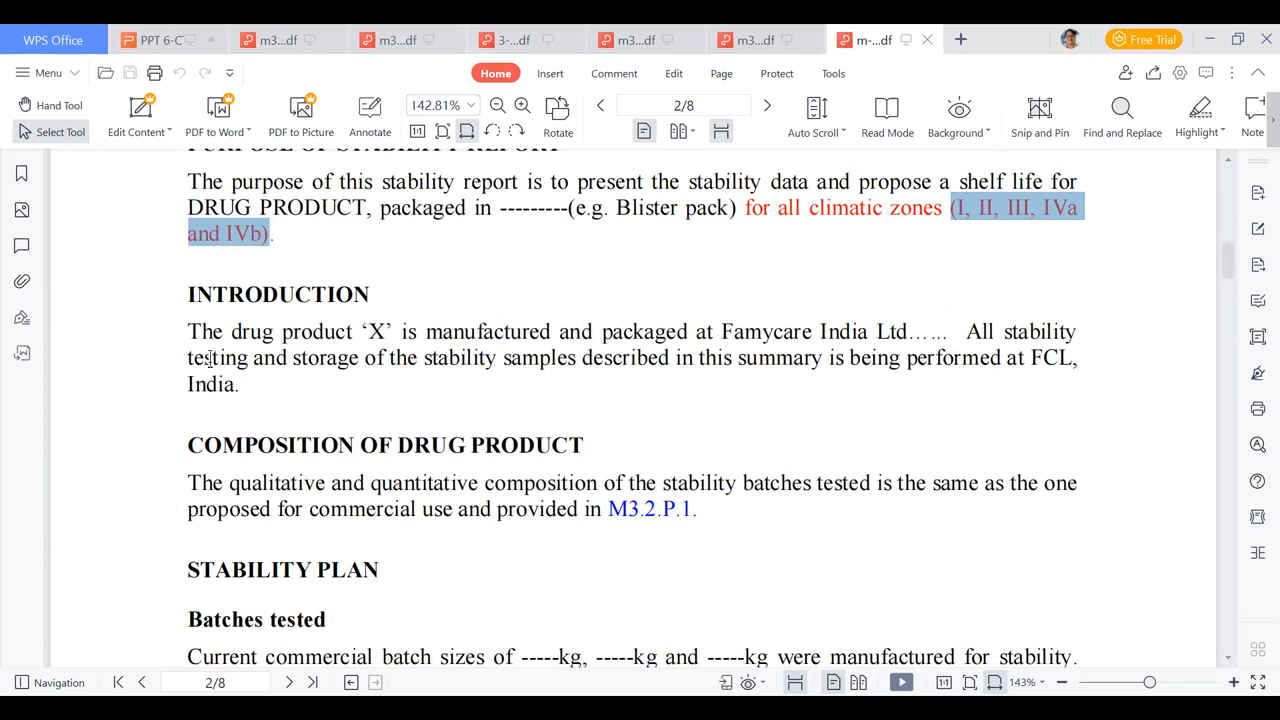 WPS Office
PPT 6-C
m3...df
m3...df
3-...df
m3...df
m3...df
m-...df
Free Trial
Menu
Home
Insert
Comment
Edit
Page
Protect
Tools
Hand Tool
Select Tool
Edit Content
PDF to Word
PDF to Picture
Annotate
142.81%
Rotate
2/8
Auto Scroll
Read Mode
Background
Snip and Pin
Find and Replace
Highlight
Note
PURPOSE OF STABILITY REPORT
The purpose of this stability report is to present the stability data and propose a shelf life for
DRUG PRODUCT, packaged in ---------(e.g. Blister pack) for all climatic zones (I, II, III, IVa
and IVb).
INTRODUCTION
The drug product ‘X’ is manufactured and packaged at Famycare India Ltd…... All stability
testing and storage of the stability samples described in this summary is being performed at FCL,
India.
COMPOSITION OF DRUG PRODUCT
The qualitative and quantitative composition of the stability batches tested is the same as the one
proposed for commercial use and provided in M3.2.P.1.
STABILITY PLAN
Batches tested
Current commercial batch sizes of -----kg, -----kg and -----kg were manufactured for stability.
Navigation
2/8
143%